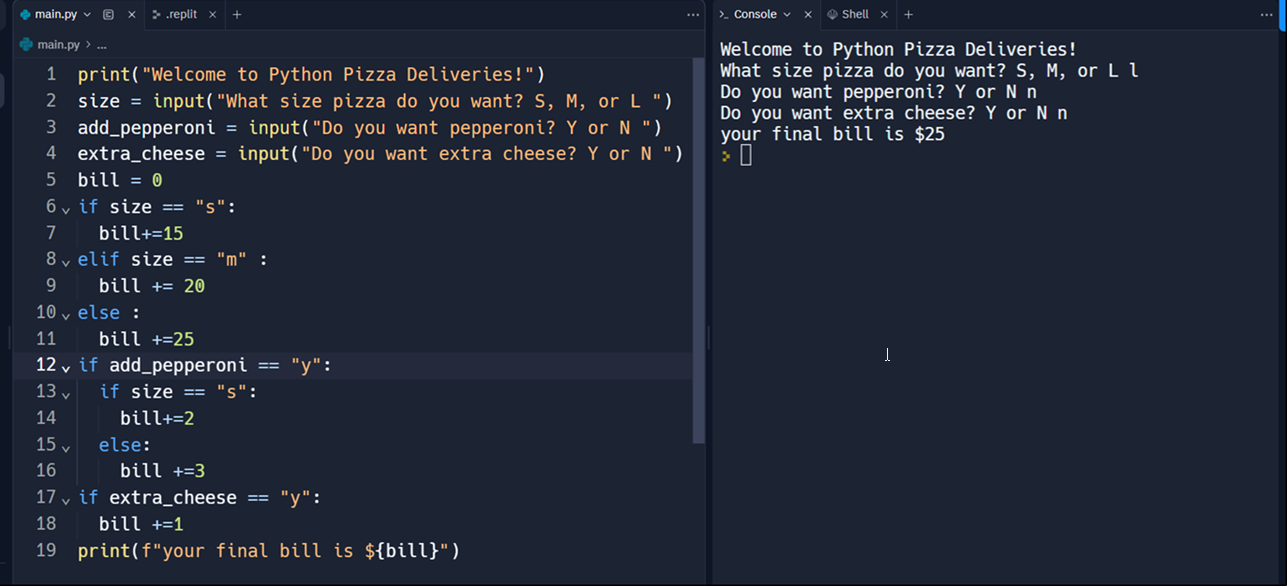 main.py
.replit
main.py > ...
1 print("Welcome to Python Pizza Deliveries!")
2 size = input("What size pizza do you want? S, M, or L ")
3 add_pepperoni = input("Do you want pepperoni? Y or N ")
4 extra_cheese = input("Do you want extra cheese? Y or N ")
5 bill = 0
6 if size == "s":
7   bill+=15
8 elif size == "m" :
9   bill += 20
10 else :
11   bill +=25
12 if add_pepperoni == "y":
13   if size == "s":
14     bill+=2
15   else:
16     bill +=3
17 if extra_cheese == "y":
18   bill +=1
19 print(f"your final bill is ${bill}")
Console
Shell
Welcome to Python Pizza Deliveries!
What size pizza do you want? S, M, or L l
Do you want pepperoni? Y or N n
Do you want extra cheese? Y or N n
your final bill is $25